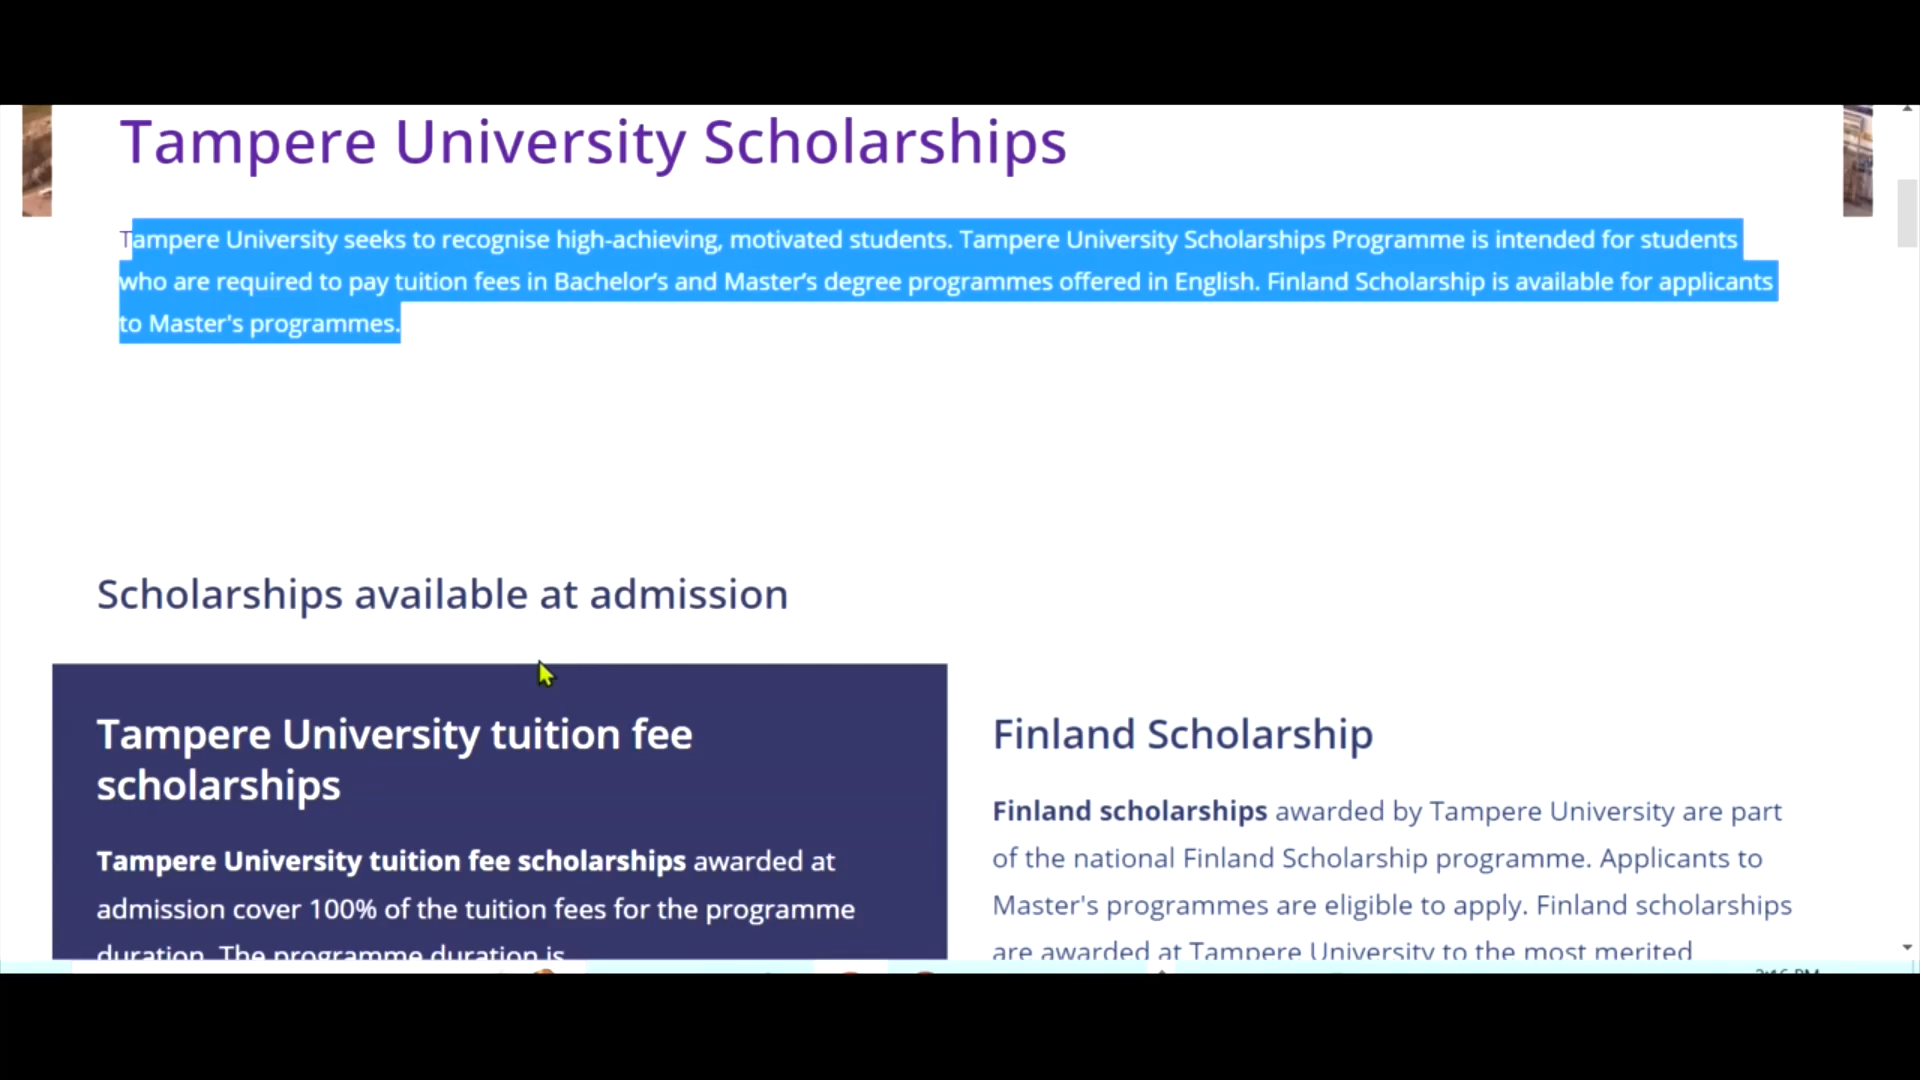 Tampere University Scholarships
Tampere University seeks to recognise high-achieving, motivated students. Tampere University Scholarships Programme is intended for students
who are required to pay tuition fees in Bachelor’s and Master’s degree programmes offered in English. Finland Scholarship is available for applicants
to Master's programmes.
Scholarships available at admission
Tampere University tuition fee
scholarships
Tampere University tuition fee scholarships awarded at
admission cover 100% of the tuition fees for the programme
duration. The programme duration is
Finland Scholarship
Finland scholarships awarded by Tampere University are part
of the national Finland Scholarship programme. Applicants to
Master's programmes are eligible to apply. Finland scholarships
are awarded at Tampere University to the most merited